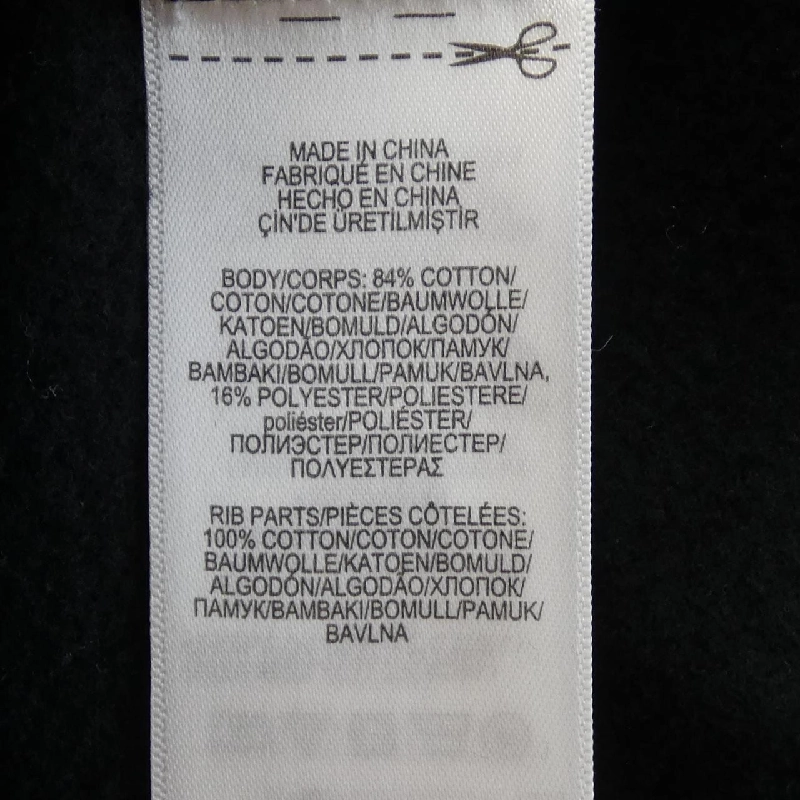 MADE IN CHINA
FABRIQUÉ EN CHINE
HECHO EN CHINA
ÇİN'DE ÜRETİLMİŞTİR
BODY/CORPS: 84% COTTON/
COTON/COTONE/BAUMWOLLE/
KATOEN/BOMULD/ALGODÓN/
ALGODÃO/ХЛОПОК/ПАМУК/
BAMBAKI/BOMULL/PAMUK/BAVLNA,
16% POLYESTER/POLIESTERE/
poliéster/POLIÉSTER/
ПОЛИЭСТЕР/ПОЛИЕСТЕР/
ΠΟΛΥΕΣΤΕΡΑΣ
RIB PARTS/PIÈCES CÔTELÉES:
100% COTTON/COTON/COTONE/
BAUMWOLLE/KATOEN/BOMULD/
ALGODÓN/ALGODÃO/ХЛОПОК/
ПАМУК/BAMBAKI/BOMULL/PAMUK/
BAVLNA